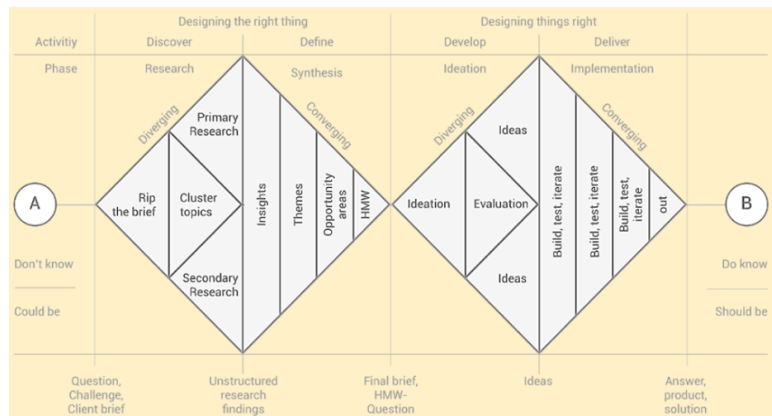 Designing the right thing
Designing things right
Activitiy
Discover
Define
Develop
Deliver
Phase
Research
Synthesis
Ideation
Implementation
Diverging
Converging
Diverging
Converging
Primary
Research
Ideas
A
Rip
the brief
Cluster
topics
Insights
Themes
Opportunity
areas
HMW
Ideation
Evaluation
Build, test, iterate
Build, test, iterate
Build, test,
iterate
out
B
Don't know
Do know
Secondary
Research
Ideas
Could be
Should be
Question,
Challenge,
Client brief
Unstructured
research
findings
Final brief,
HMW-
Question
Ideas
Answer,
product,
solution